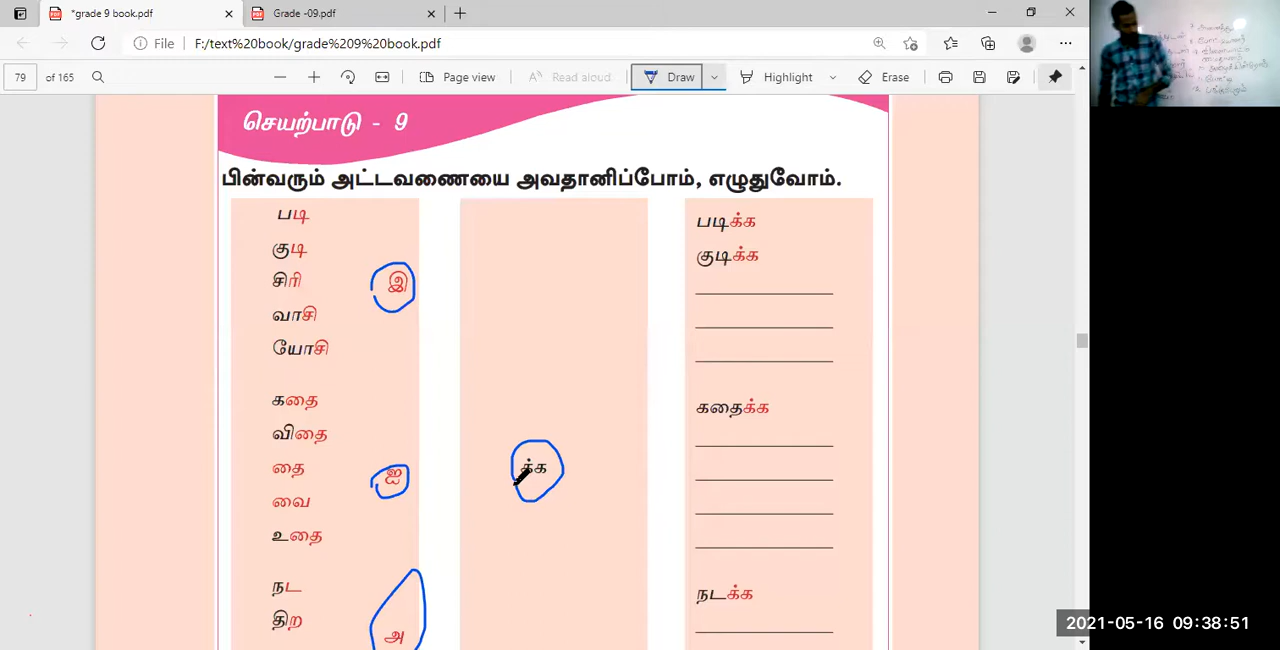 *grade 9 book.pdf
Grade -09.pdf
File F:/text%20book/grade%209%20book.pdf
79 of 165 Page view Read aloud Draw Highlight Erase
செயற்பாடு - 9
பின்வரும் அட்டவணையை அவதானிப்போம், எழுதுவோம்.
படி
குடி
சிரி
இ
வாசி
யோசி
கதை
விதை
தை
ஐ
வை
உதை
நட
திற
அ
க்க
படிக்க
குடிக்க
கதைக்க
நடக்க
2021-05-16 09:38:51